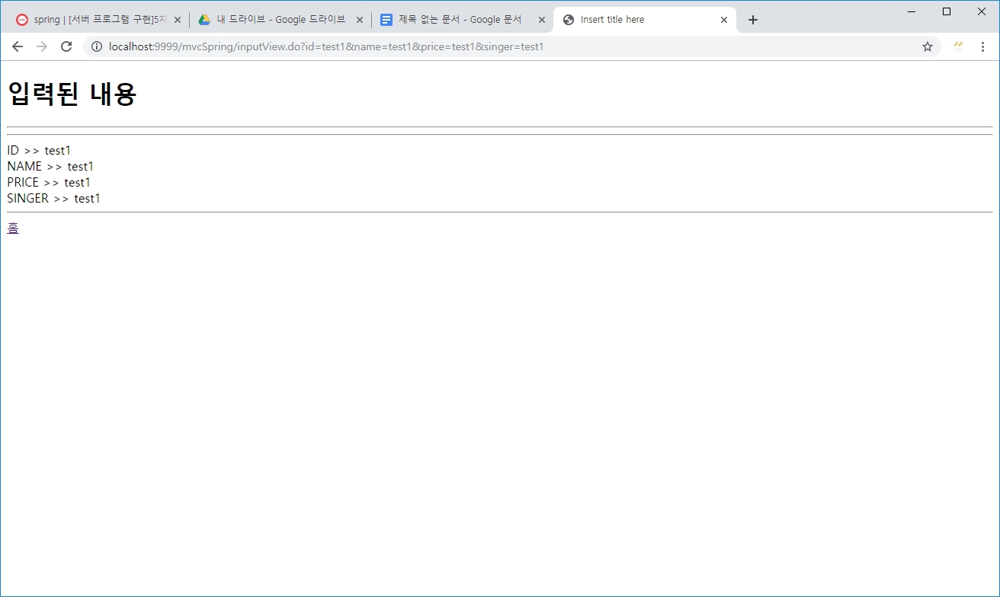 spring | [서버 프로그램 구현]5차
내 드라이브 - Google 드라이브
제목 없는 문서 - Google 문서
Insert title here
localhost:9999/mvcSpring/inputView.do?id=test1&name=test1&price=test1&singer=test1
입력된 내용
ID >> test1
NAME >> test1
PRICE >> test1
SINGER >> test1
홈